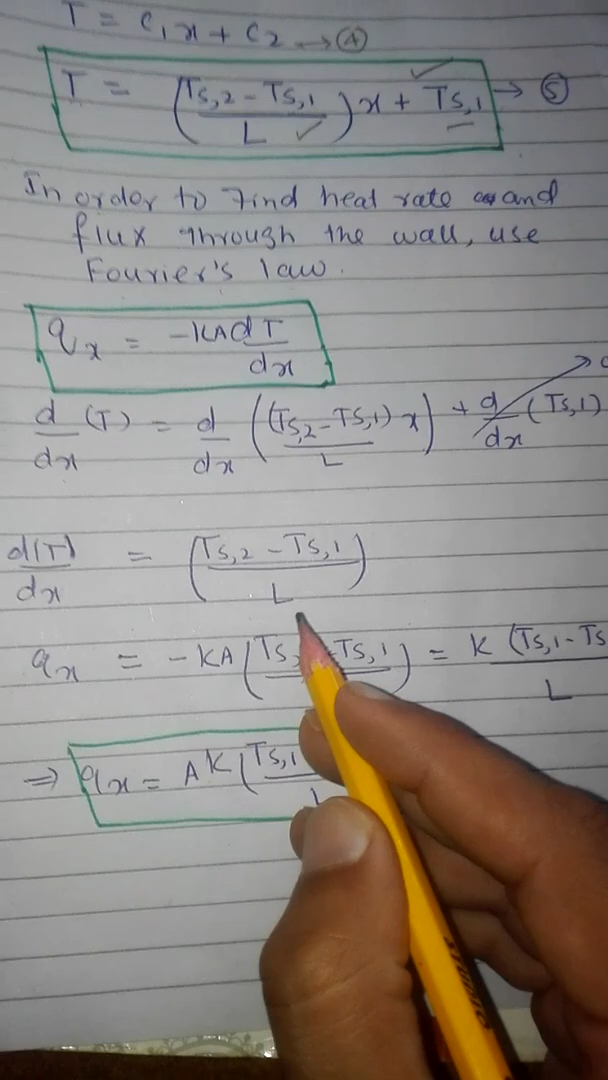 T = C₁x + C₂ → ④
T = (Ts,2 - Ts,1 / L) x + Ts,1 → ⑤
In order to find heat rate and
flux through the wall, use
Fourier's law.
qx = -KA dT/dx
d/dx (T) = d/dx ((Ts,2 - Ts,1) x / L) + d/dx (Ts,1)
d(T)/dx = (Ts,2 - Ts,1 / L)
qx = -KA (Ts, - Ts,1) = K (Ts,1 - Ts / L
⇒ qx = AK (Ts,1 / L